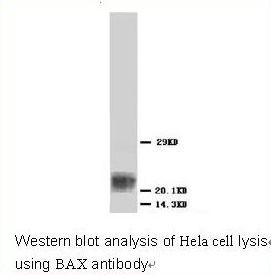 29KD
20.1KD
14.3KD
Western blot analysis of Hela cell lysis
using BAX antibody